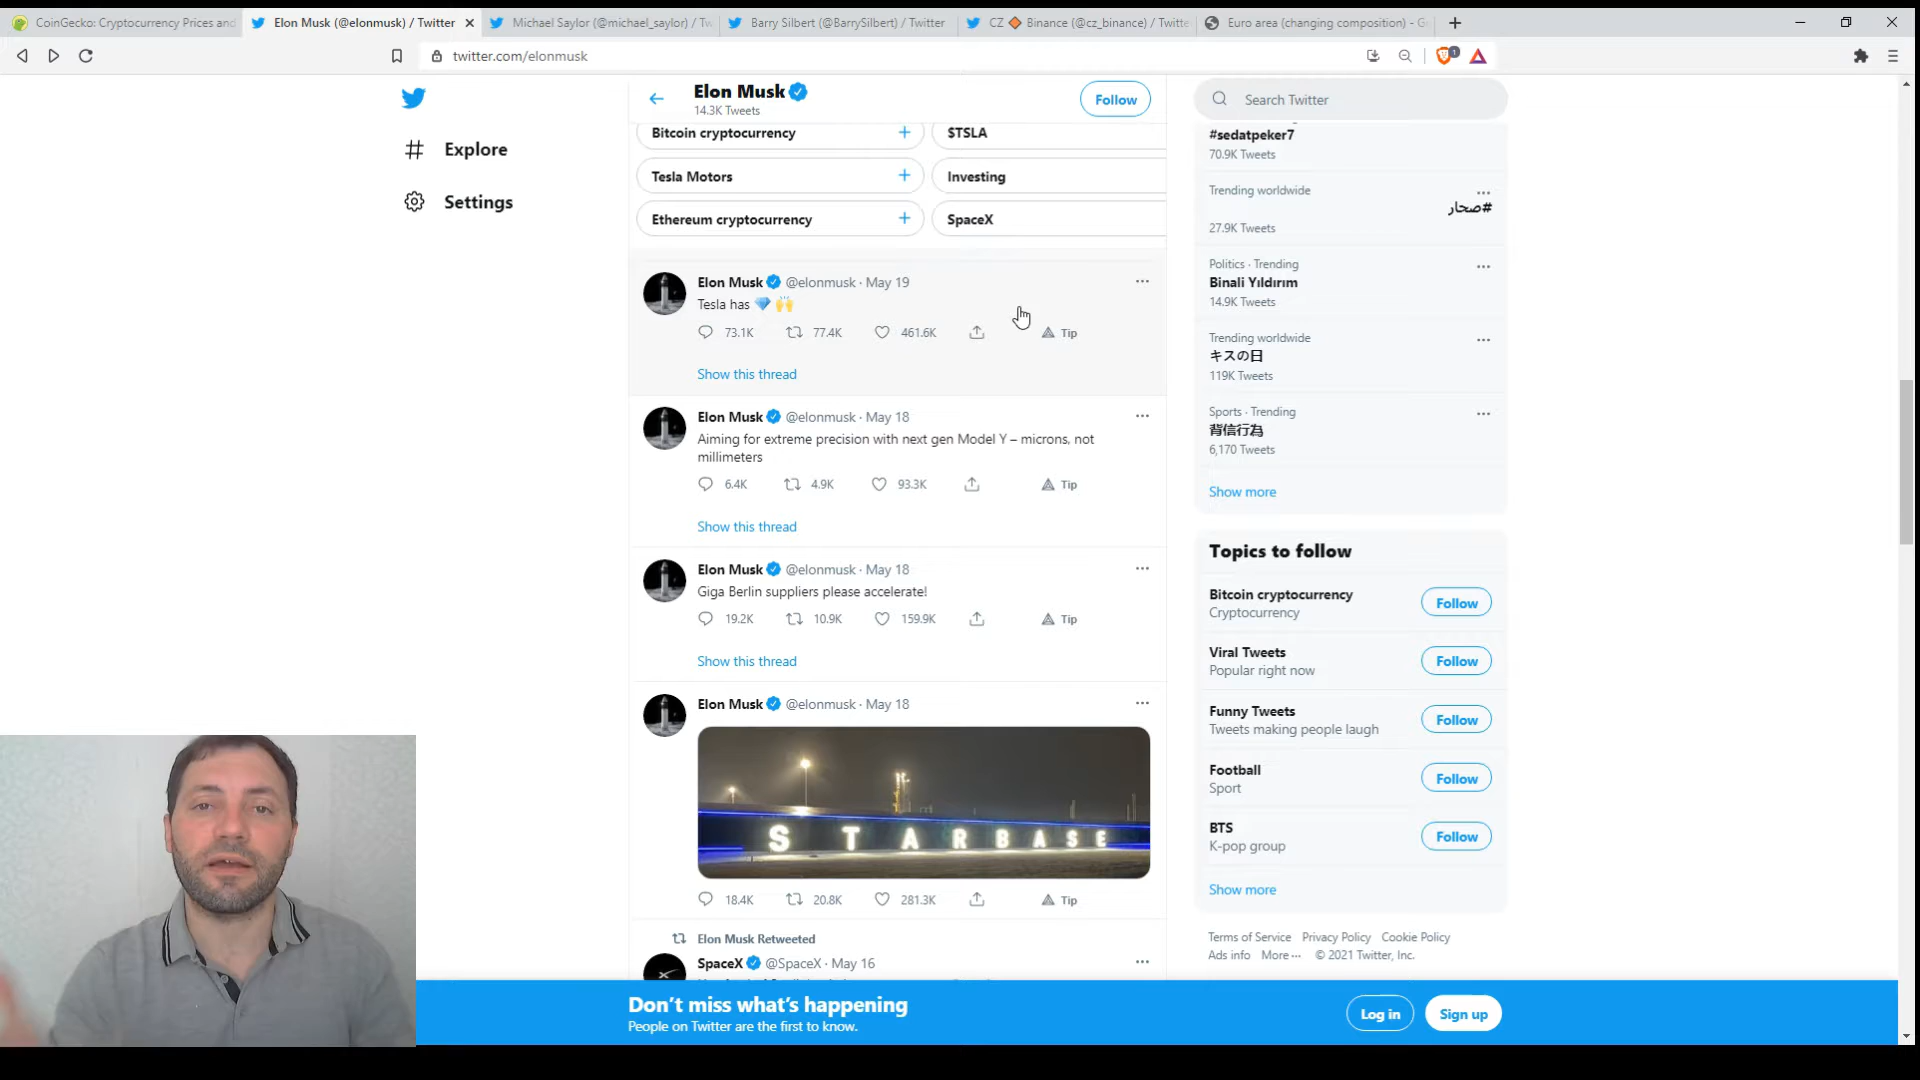 CoinGecko: Cryptocurrency Prices and
Elon Musk (@elonmusk) / Twitter
Michael Saylor (@michael_saylor) / Tw
Barry Silbert (@BarrySilbert) / Twitter
CZ 🔶 Binance (@cz_binance) / Twitte
Euro area (changing composition) - G
twitter.com/elonmusk
1
Explore
Settings
Elon Musk
14.3K Tweets
Follow
Bitcoin cryptocurrency +
$TSLA
Tesla Motors +
Investing
Ethereum cryptocurrency +
SpaceX
Elon Musk @elonmusk · May 19
Tesla has 💎 🙌
73.1K 77.4K 461.6K Tip
Show this thread
Elon Musk @elonmusk · May 18
Aiming for extreme precision with next gen Model Y – microns, not
millimeters
6.4K 4.9K 93.3K Tip
Show this thread
Elon Musk @elonmusk · May 18
Giga Berlin suppliers please accelerate!
19.2K 10.9K 159.9K Tip
Show this thread
Elon Musk @elonmusk · May 18
STARBASE
18.4K 20.8K 281.3K Tip
Elon Musk Retweeted
SpaceX @SpaceX · May 16
Search Twitter
#sedatpeker7
70.9K Tweets
Trending worldwide
#صحار
27.9K Tweets
Politics · Trending
Binali Yıldırım
14.9K Tweets
Trending worldwide
キスの日
119K Tweets
Sports · Trending
背信行為
6,170 Tweets
Show more
Topics to follow
Bitcoin cryptocurrency
Cryptocurrency
Follow
Viral Tweets
Popular right now
Follow
Funny Tweets
Tweets making people laugh
Follow
Football
Sport
Follow
BTS
K-pop group
Follow
Show more
Terms of Service Privacy Policy Cookie Policy
Ads info More ··· © 2021 Twitter, Inc.
Don't miss what's happening
People on Twitter are the first to know.
Log in
Sign up